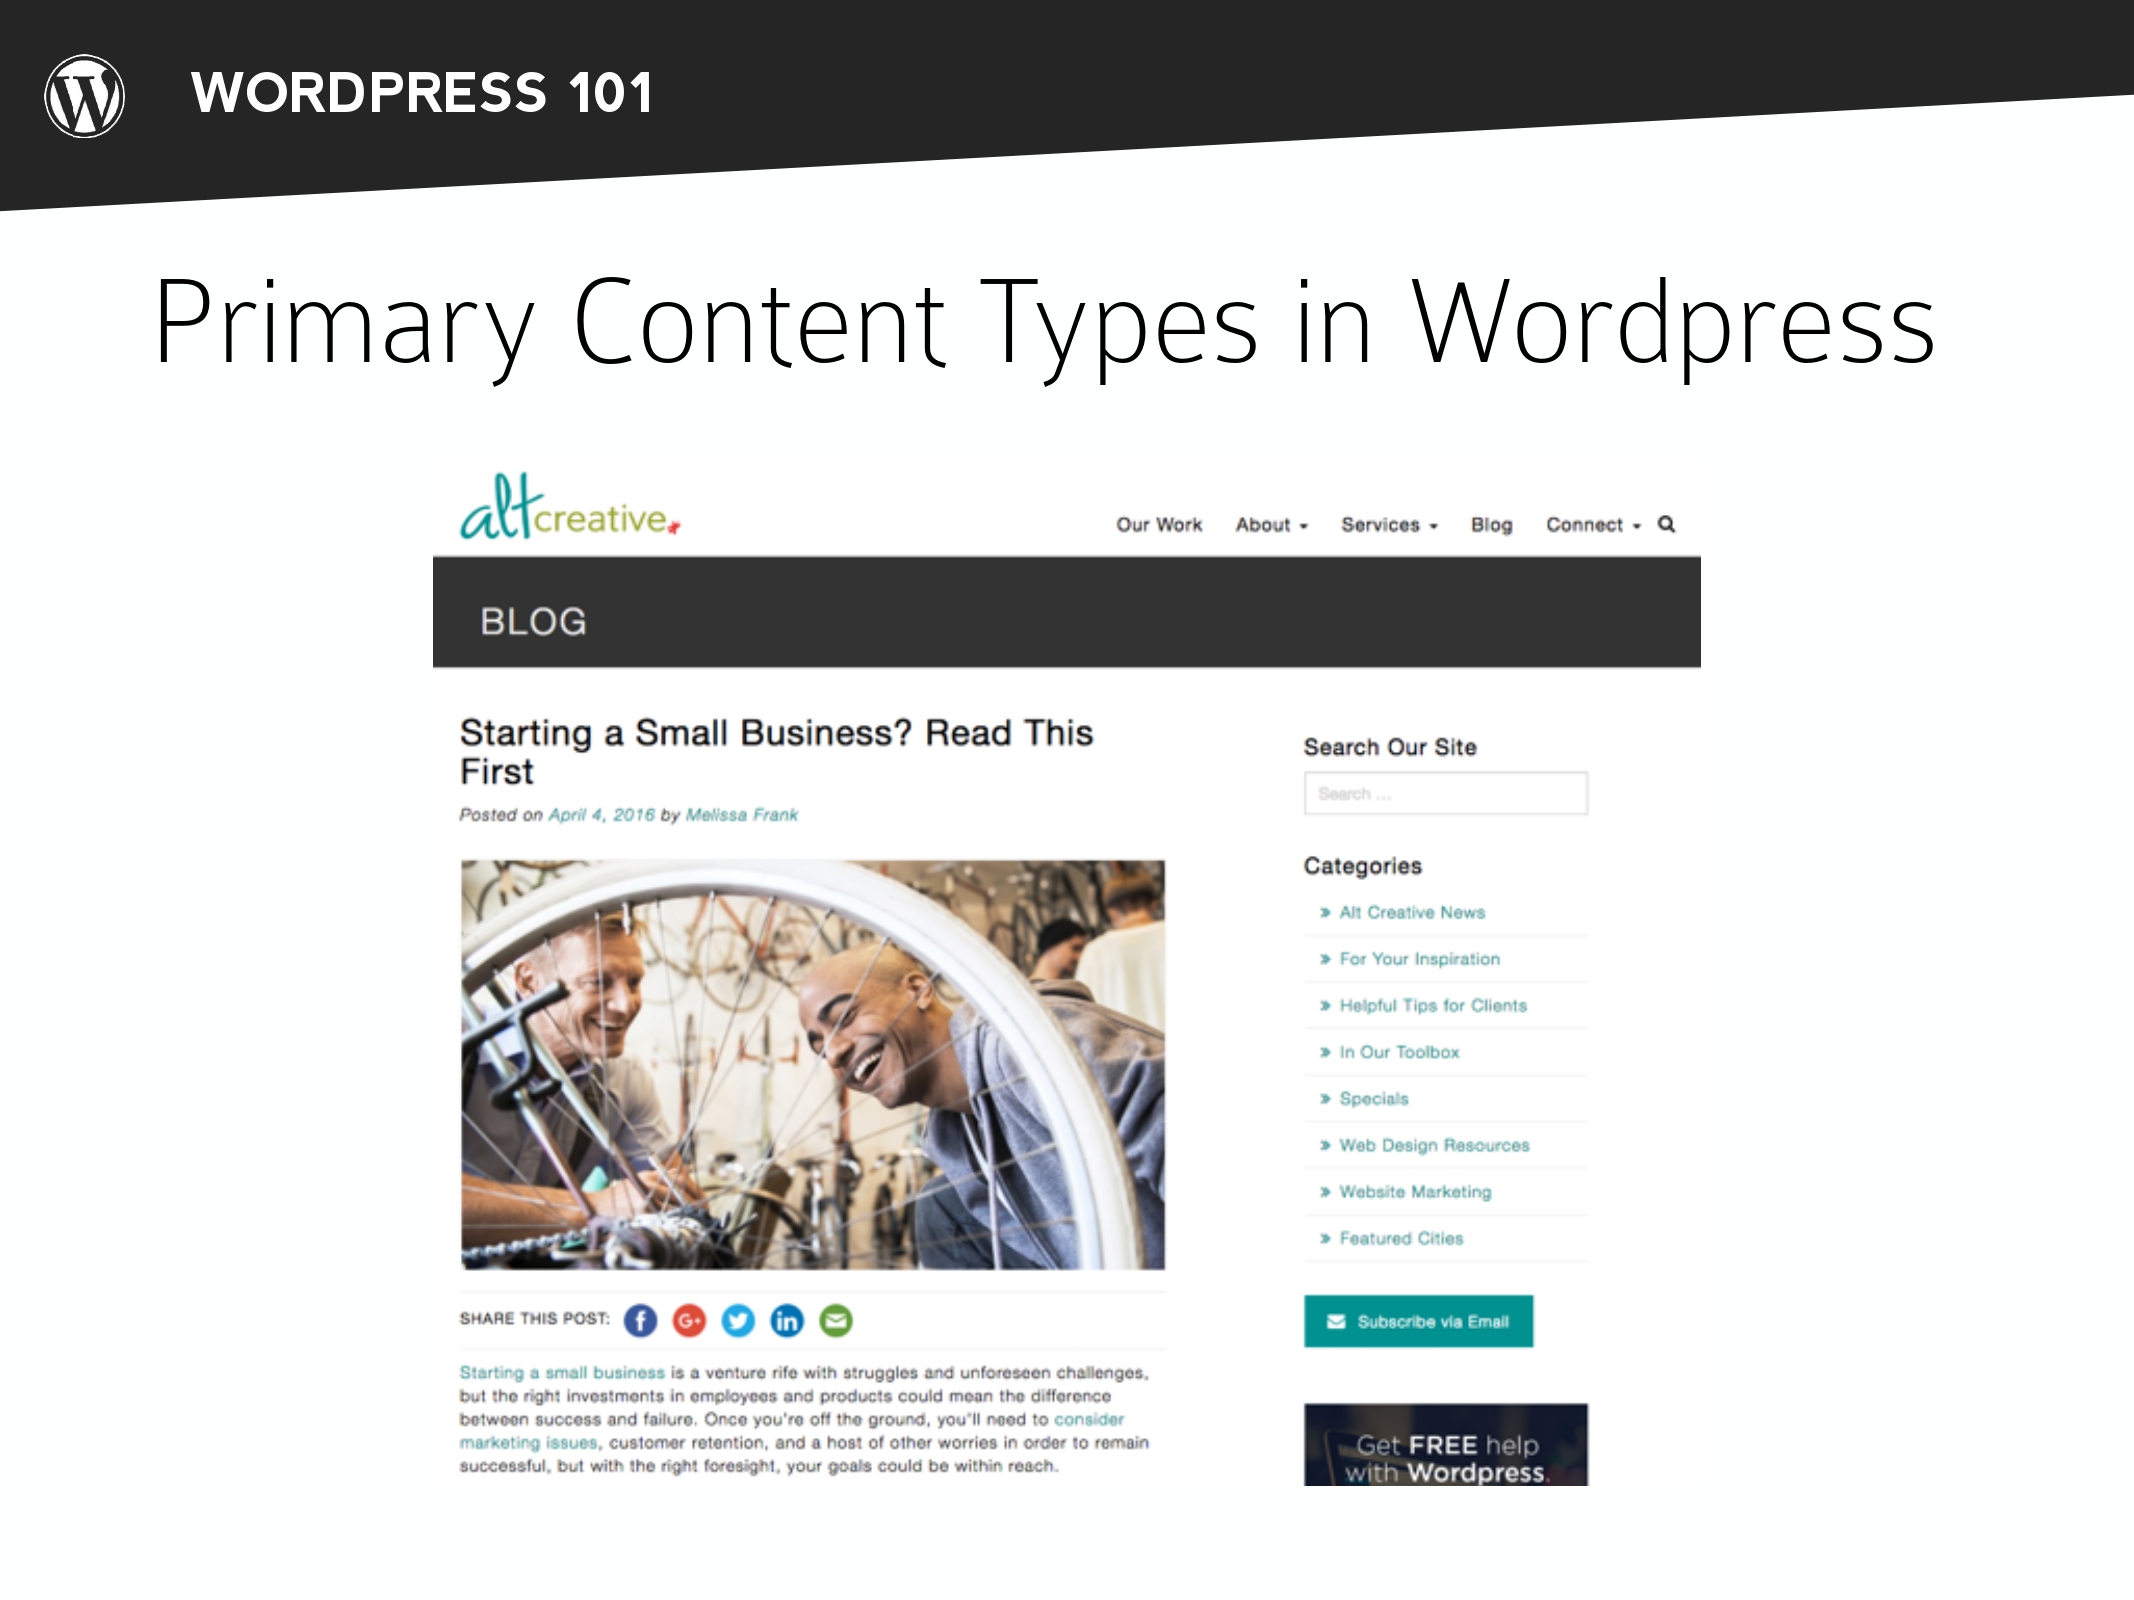 WORDPRESS 101
Primary Content Types in Wordpress
altcreative
Our Work About Services Blog Connect
BLOG
Starting a Small Business? Read This
First
Posted on April 4, 2016 by Melissa Frank
SHARE THIS POST:
Starting a small business is a venture rife with struggles and unforeseen challenges,
but the right investments in employees and products could mean the difference
between success and failure. Once you're off the ground, you'll need to consider
marketing issues, customer retention, and a host of other worries in order to remain
successful, but with the right foresight, your goals could be within reach.
Search Our Site
Search ...
Categories
» Alt Creative News
» For Your Inspiration
» Helpful Tips for Clients
» In Our Toolbox
» Specials
» Web Design Resources
» Website Marketing
» Featured Cities
Subscribe via Email
Get FREE help
with Wordpress.